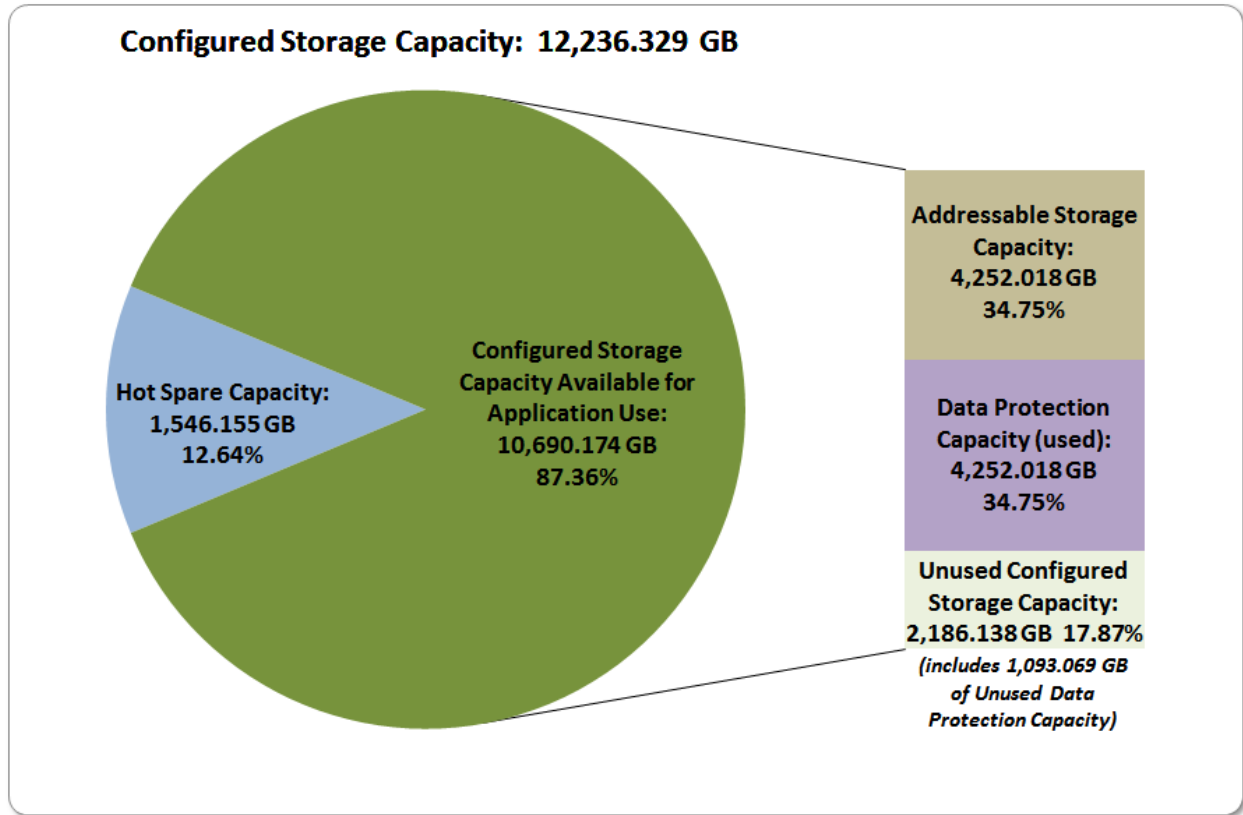 Configured Storage Capacity: 12,236.329 GB
Hot Spare Capacity:
1,546.155 GB
12.64%
Configured Storage
Capacity Available for
Application Use:
10,690.174 GB
87.36%
Addressable Storage
Capacity:
4,252.018 GB
34.75%
Data Protection
Capacity (used):
4,252.018 GB
34.75%
Unused Configured
Storage Capacity:
2,186.138 GB 17.87%
(includes 1,093.069 GB
of Unused Data
Protection Capacity)